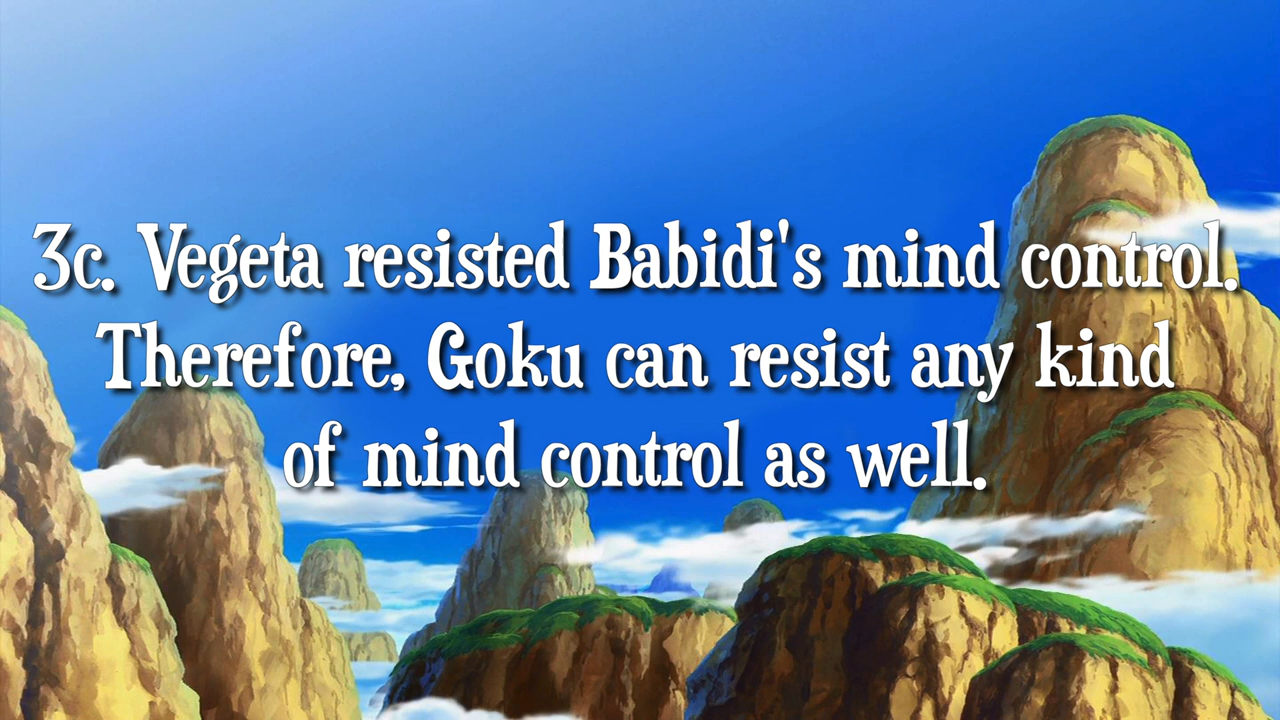 3c. Vegeta resisted Babidi's mind control.
Therefore, Goku can resist any kind
of mind control as well.